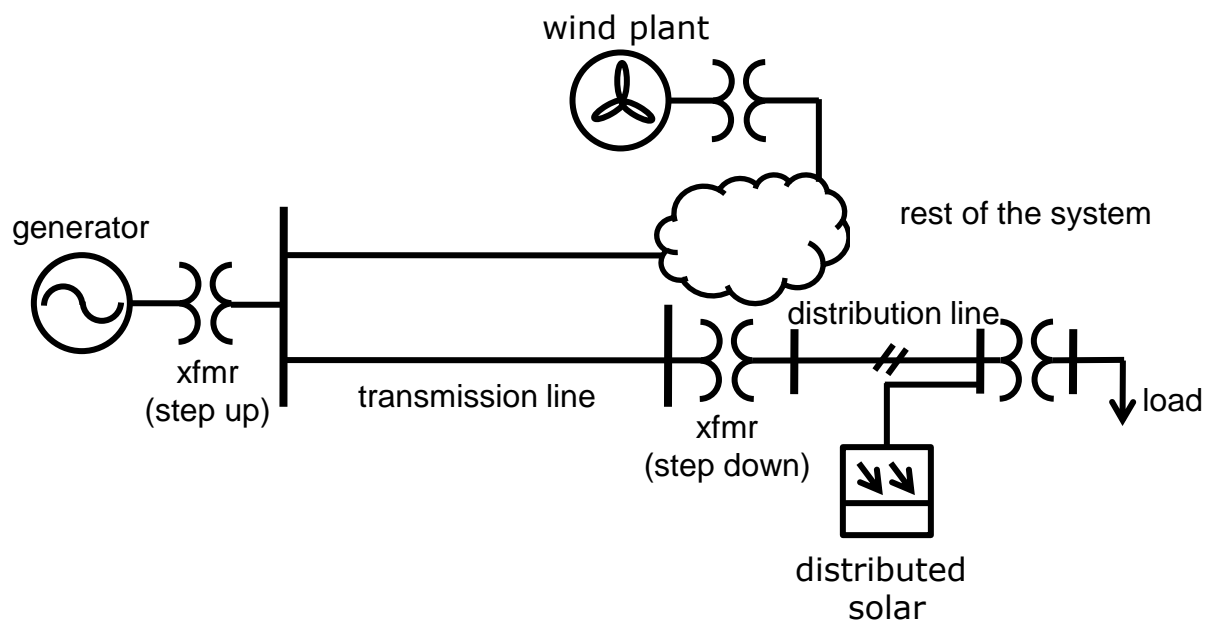 wind plant
rest of the system
generator
distribution line
xfmr
(step up)
transmission line
xfmr
(step down)
load
distributed
solar